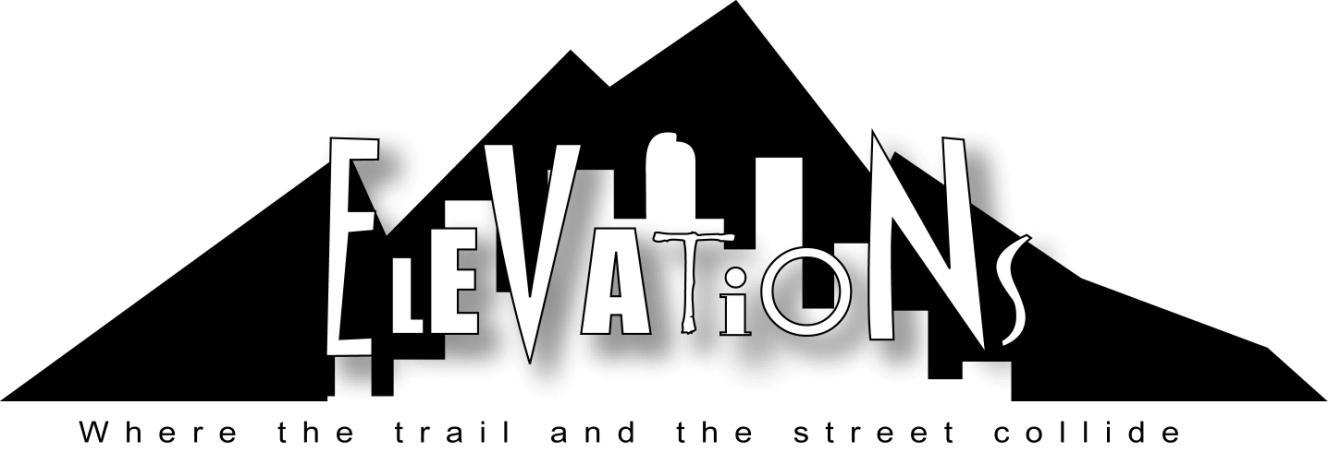 ELEVATiONS
Where the trail and the street collide